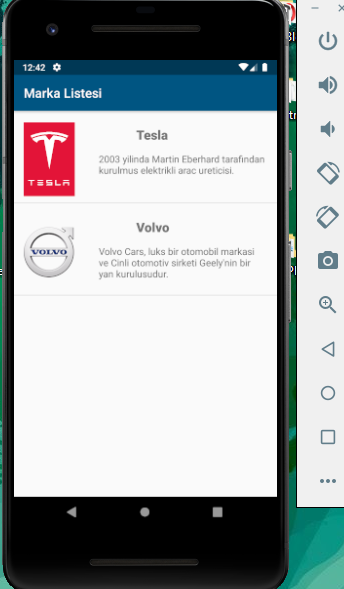 12:42
Marka Listesi
TESLA
Tesla
2003 yilinda Martin Eberhard tarafindan
kurulmus elektrikli arac ureticisi.
VOLVO
Volvo
Volvo Cars, luks bir otomobil markasi
ve Cinli otomotiv sirketi Geely'nin bir
yan kurulusudur.